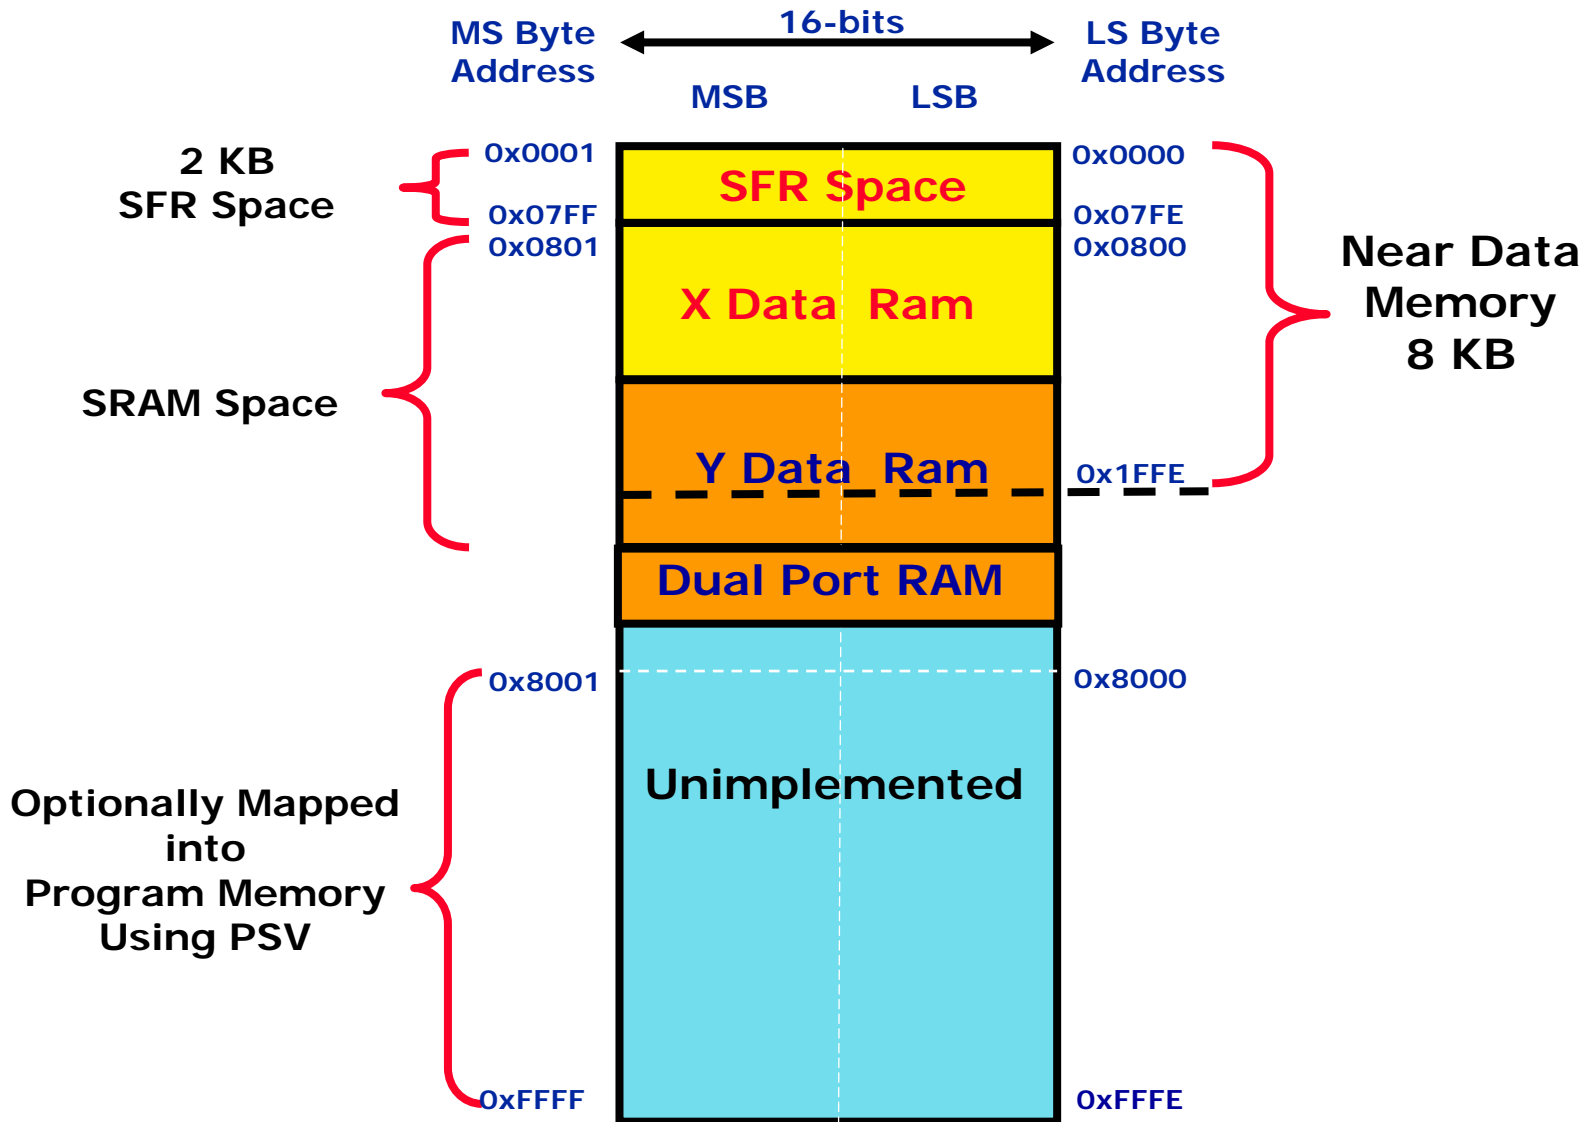 16-bits
MS Byte
Address
LS Byte
Address
MSB LSB
2 KB
SFR Space
0x0001
0x07FF
0x0801
SFR Space
0x0000
0x07FE
0x0800
X Data Ram
Near Data
Memory
8 KB
SRAM Space
Y Data Ram
0x1FFE
Dual Port RAM
0x8001
0x8000
Unimplemented
Optionally Mapped
into
Program Memory
Using PSV
0xFFFF
0xFFFE